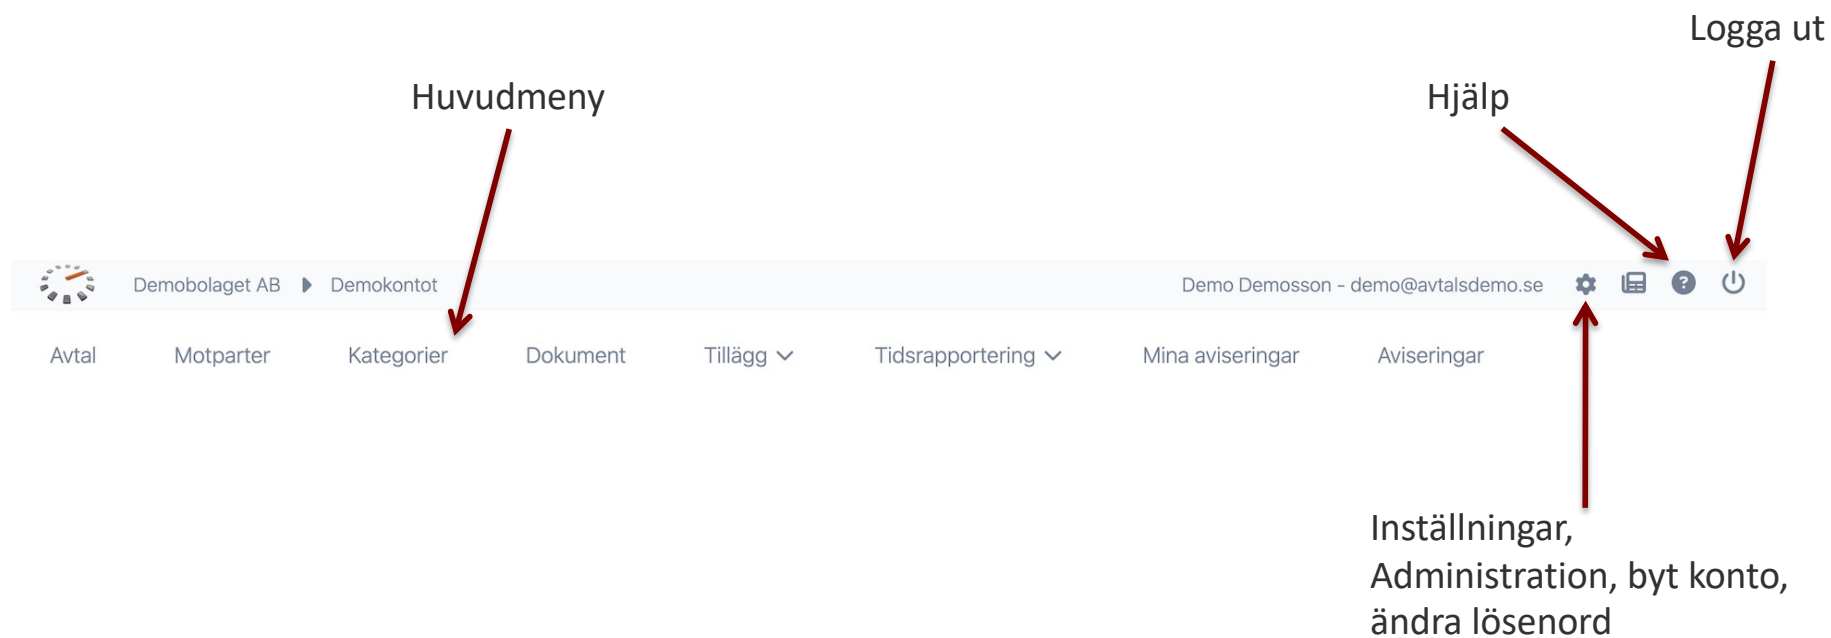 Logga ut
Huvudmeny
Hjälp
Demobolaget AB Demokontot
Demo Demosson - demo@avtalsdemo.se
Avtal Motparter Kategorier Dokument Tillägg Tidsrapportering Mina aviseringar Aviseringar
Inställningar,
Administration, byt konto,
ändra lösenord